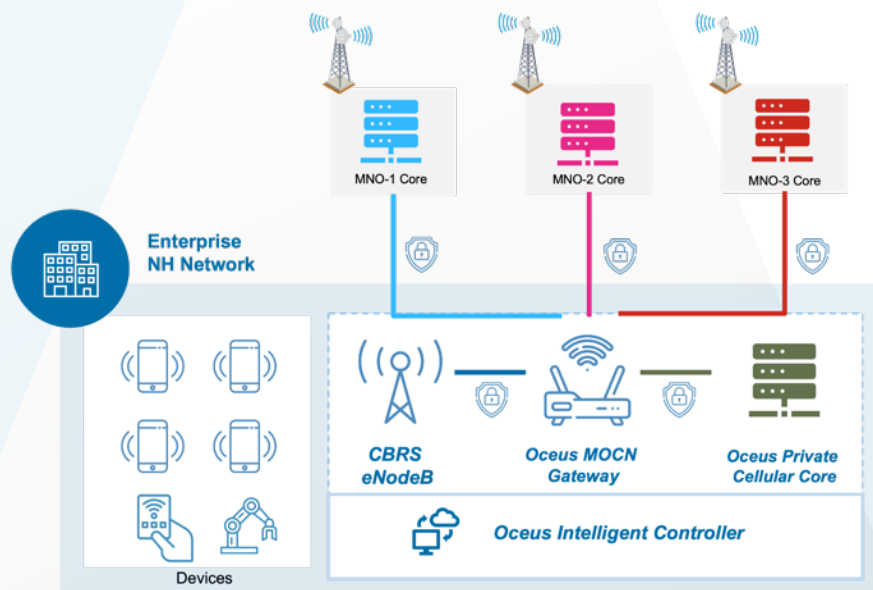 MNO-1 Core
MNO-2 Core
MNO-3 Core
Enterprise
NH Network
CBRS
eNodeB
Oceus MOCN
Gateway
Oceus Private
Cellular Core
Oceus Intelligent Controller
Devices